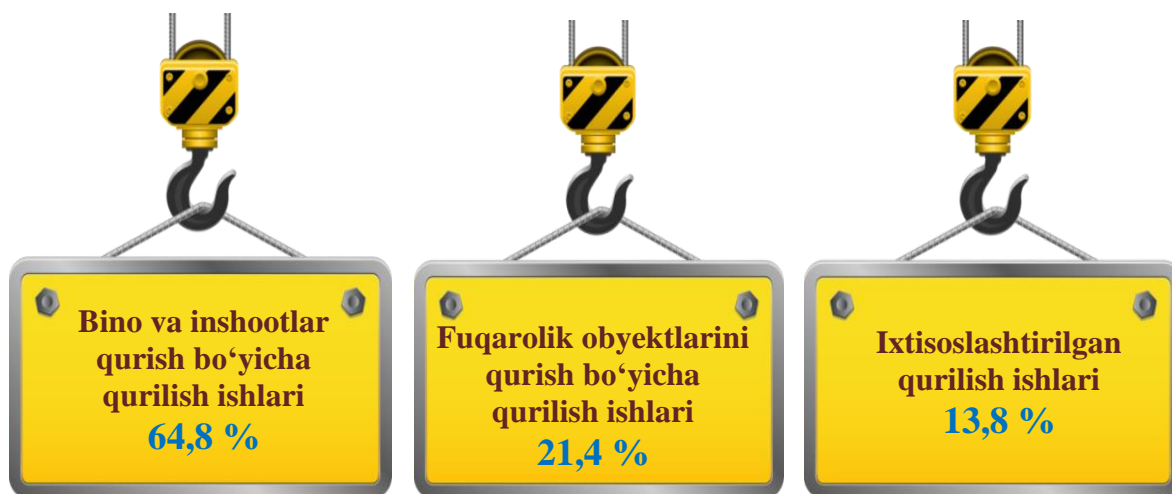 Bino va inshootlar
qurish bo‘yicha
qurilish ishlari
64,8 %
Fuqarolik obyektlarini
qurish bo‘yicha
qurilish ishlari
21,4 %
Ixtisoslashtirilgan
qurilish ishlari
13,8 %